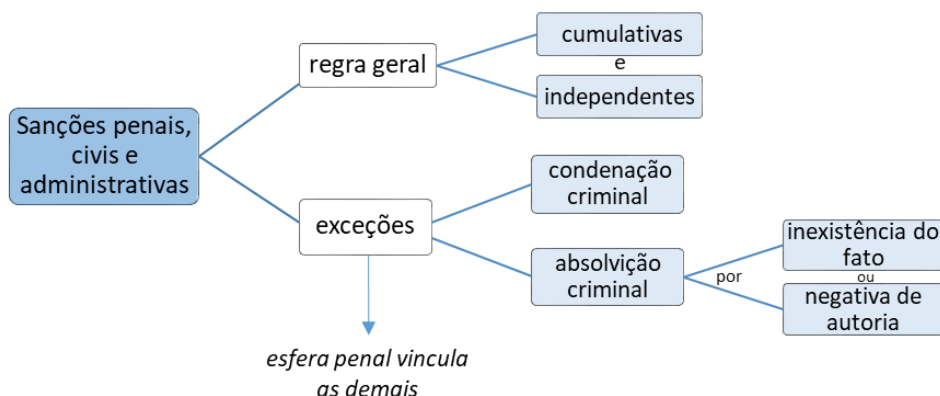 Sanções penais,
civis e
administrativas
regra geral
cumulativas
e
independentes
exceções
condenação
criminal
absolvição
criminal
por
inexistência do
fato
ou
negativa de
autoria
esfera penal vincula
as demais